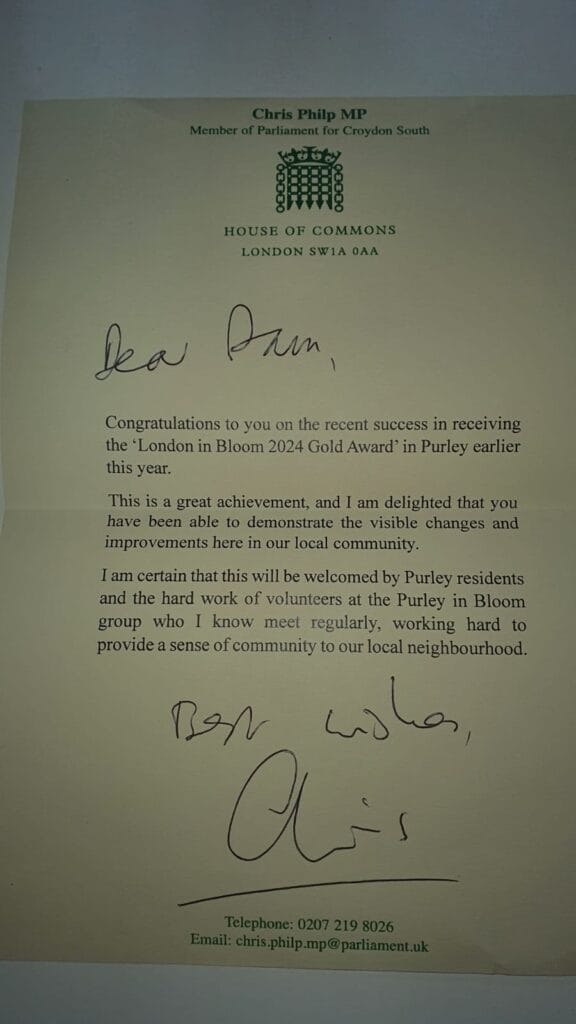 Chris Philp MP
Member of Parliament for Croydon South
HOUSE OF COMMONS
LONDON SW1A 0AA
Dear
Congratulations to you on the recent success in receiving
the ‘London in Bloom 2024 Gold Award’ in Purley earlier
this year.
This is a great achievement, and I am delighted that you
have been able to demonstrate the visible changes and
improvements here in our local community.
I am certain that this will be welcomed by Purley residents
and the hard work of volunteers at the Purley in Bloom
group who I know meet regularly, working hard to
provide a sense of community to our local neighbourhood.
Best wishes,
Chris
Telephone: 0207 219 8026
Email: chris.philp.mp@parliament.uk